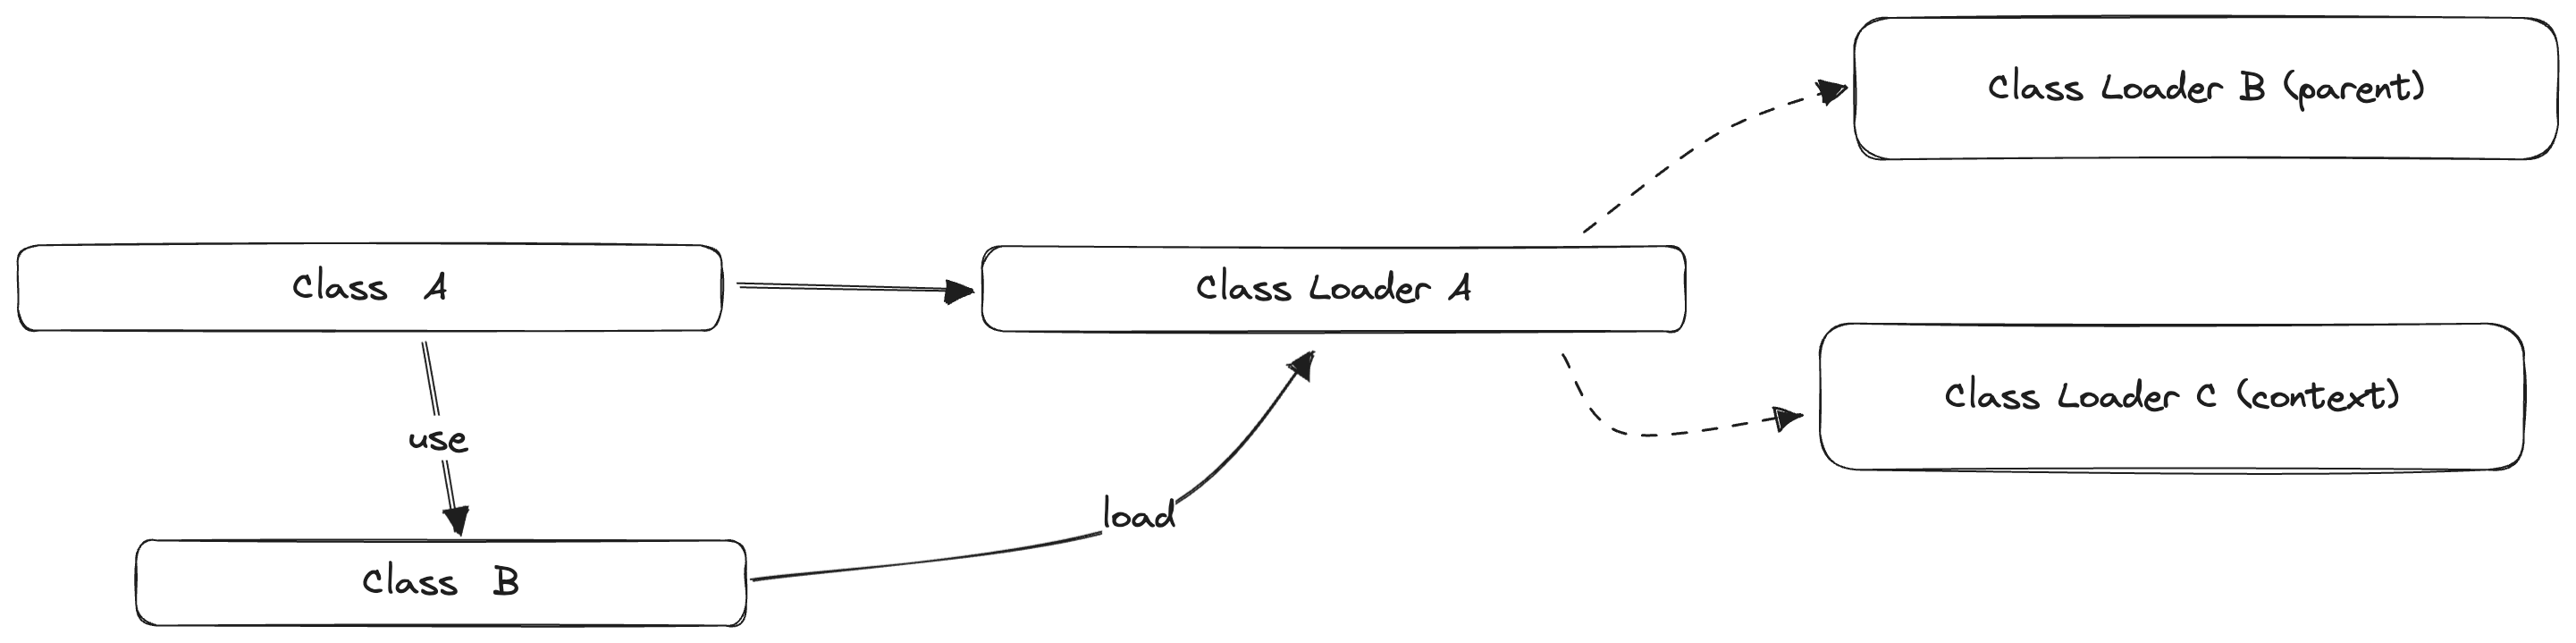 Class Loader B (parent)
Class A
Class Loader A
Class Loader C (context)
use
load
Class B